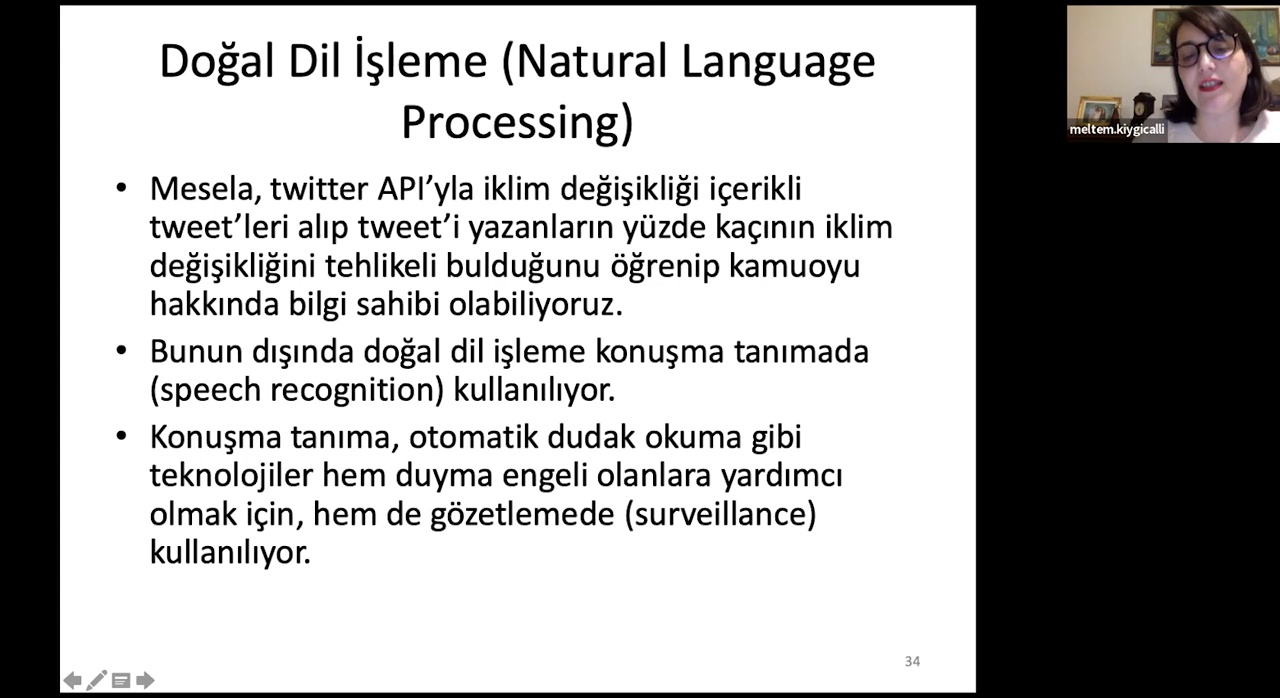 Doğal Dil İşleme (Natural Language
Processing)
• Mesela, twitter API’yla iklim değişikliği içerikli
tweet’leri alıp tweet’i yazanların yüzde kaçının iklim
değişikliğini tehlikeli bulduğunu öğrenip kamuoyu
hakkında bilgi sahibi olabiliyoruz.
• Bunun dışında doğal dil işleme konuşma tanımada
(speech recognition) kullanılıyor.
• Konuşma tanıma, otomatik dudak okuma gibi
teknolojiler hem duyma engeli olanlara yardımcı
olmak için, hem de gözetlemede (surveillance)
kullanılıyor.
34
meltem.kiygicalli